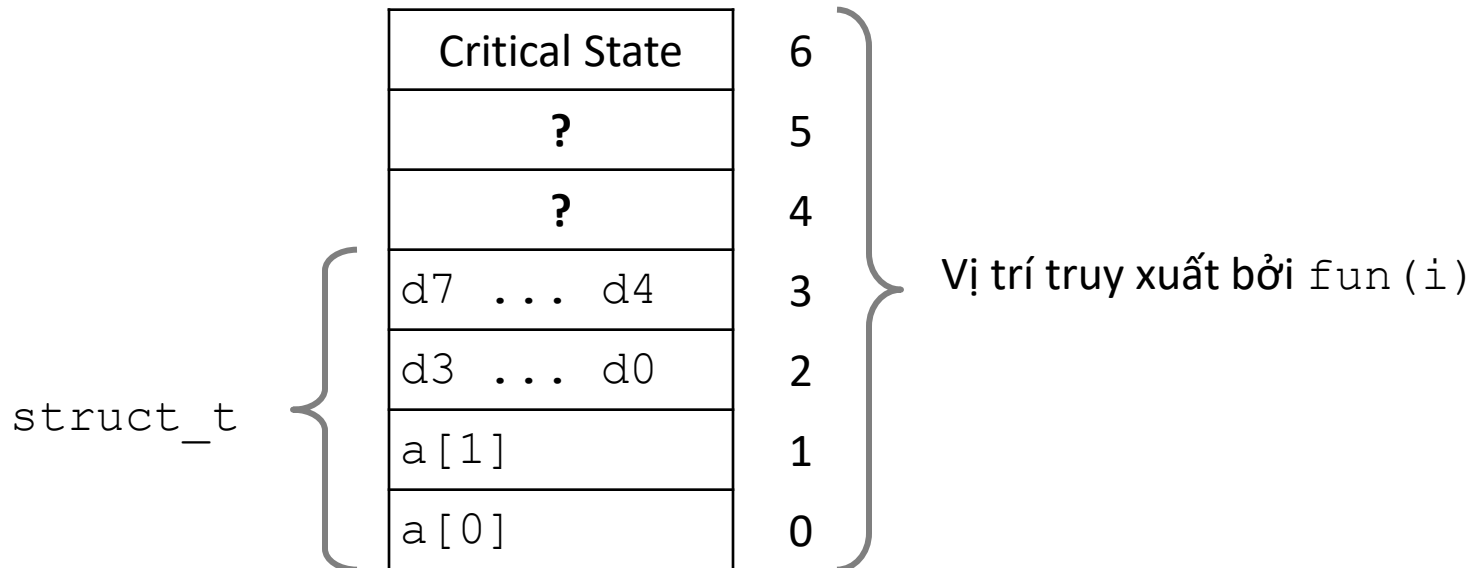 Critical State 6
? 5
? 4
d7 ... d4 3
Vị trí truy xuất bởi fun(i)
d3 ... d0 2
struct_t
a[1] 1
a[0] 0